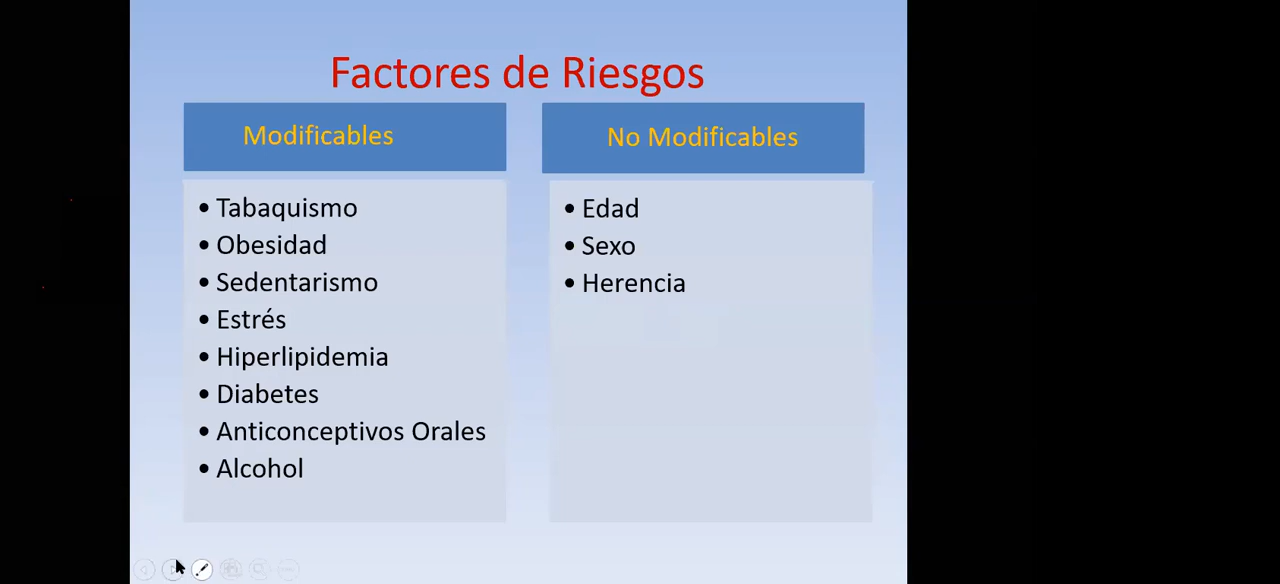 Factores de Riesgos
Modificables
• Tabaquismo
• Obesidad
• Sedentarismo
• Estrés
• Hiperlipidemia
• Diabetes
• Anticonceptivos Orales
• Alcohol
No Modificables
• Edad
• Sexo
• Herencia